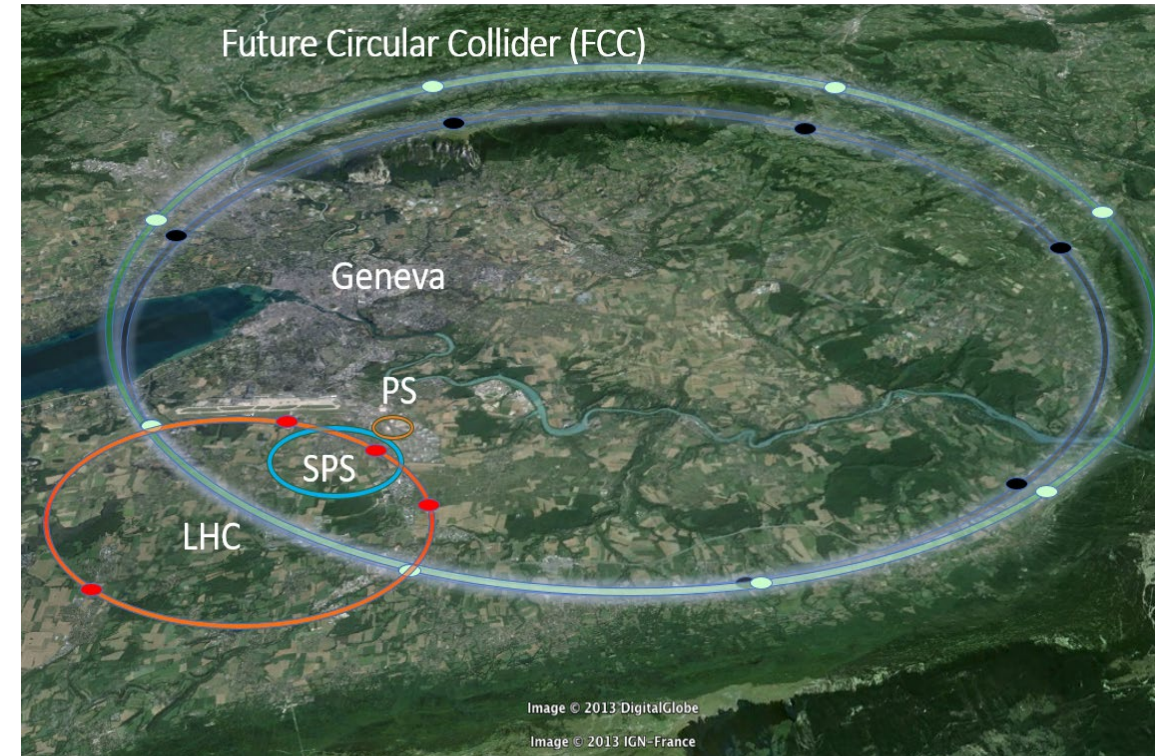 Future Circular Collider (FCC)
Geneva
PS
SPS
LHC
Image © 2013 DigitalGlobe
Image © 2013 IGN-France